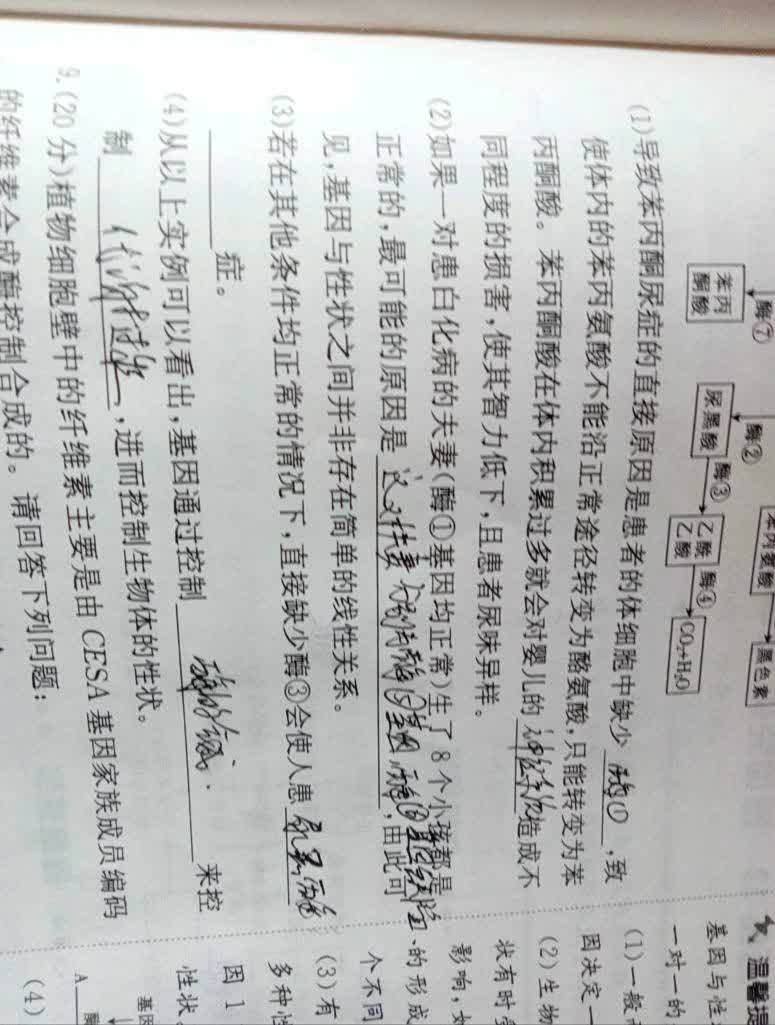 酶⑦ 酶② 苯丙氨酸 黑色素
苯丙酮酸 尿黑酸 酶③ 乙酰乙酸 酶④ CO₂+H₂O
(1)导致苯丙酮尿症的直接原因是患者的体细胞中缺少 酶① ,致
使体内的苯丙氨酸不能沿正常途径转变为酪氨酸,只能转变为苯
丙酮酸。苯丙酮酸在体内积累过多就会对婴儿的 神经系统 造成不
同程度的损害,使其智力低下,且患者尿味异样。
(2)如果一对患白化病的夫妻(酶①基因均正常)生了8个小孩都是
正常的,最可能的原因是 这对夫妻 ,由此可
见,基因与性状之间并非存在简单的线性关系。
(3)若在其他条件均正常的情况下,直接缺少酶③会使人患 尿黑酸
症。
(4)从以上实例可以看出,基因通过控制 酶的 来控
制 代谢过程 ,进而控制生物体的性状。
9.(20分)植物细胞壁中的纤维素主要是由CESA基因家族成员编码
的纤维素合成酶控制合成的。请回答下列问题:
温馨提
基因与性
一对一的
(1)一般
因决定一
(2)生物
状有时受
影响,如
的形成
个不同
(3)有
多种性
因1
性状
基因
A 酶
(4)